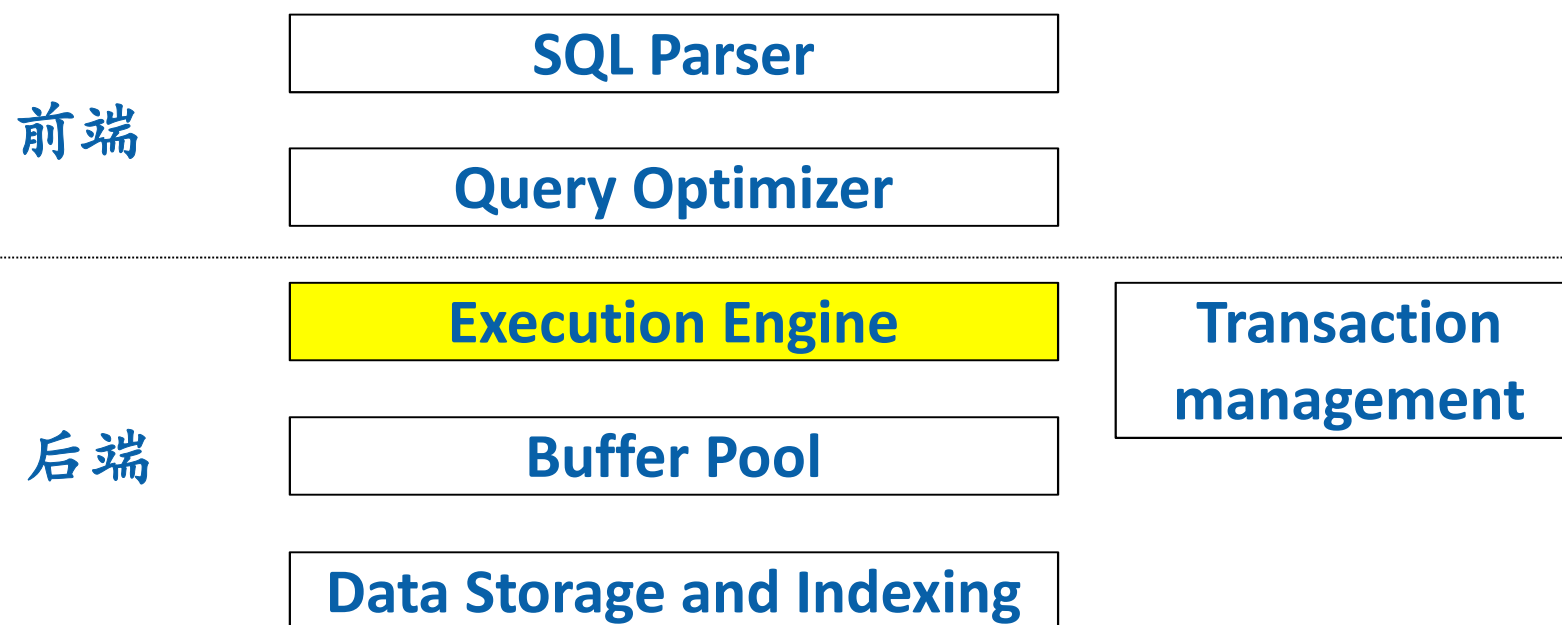 SQL Parser
前端
Query Optimizer
Execution Engine
Transaction
management
后端
Buffer Pool
Data Storage and Indexing